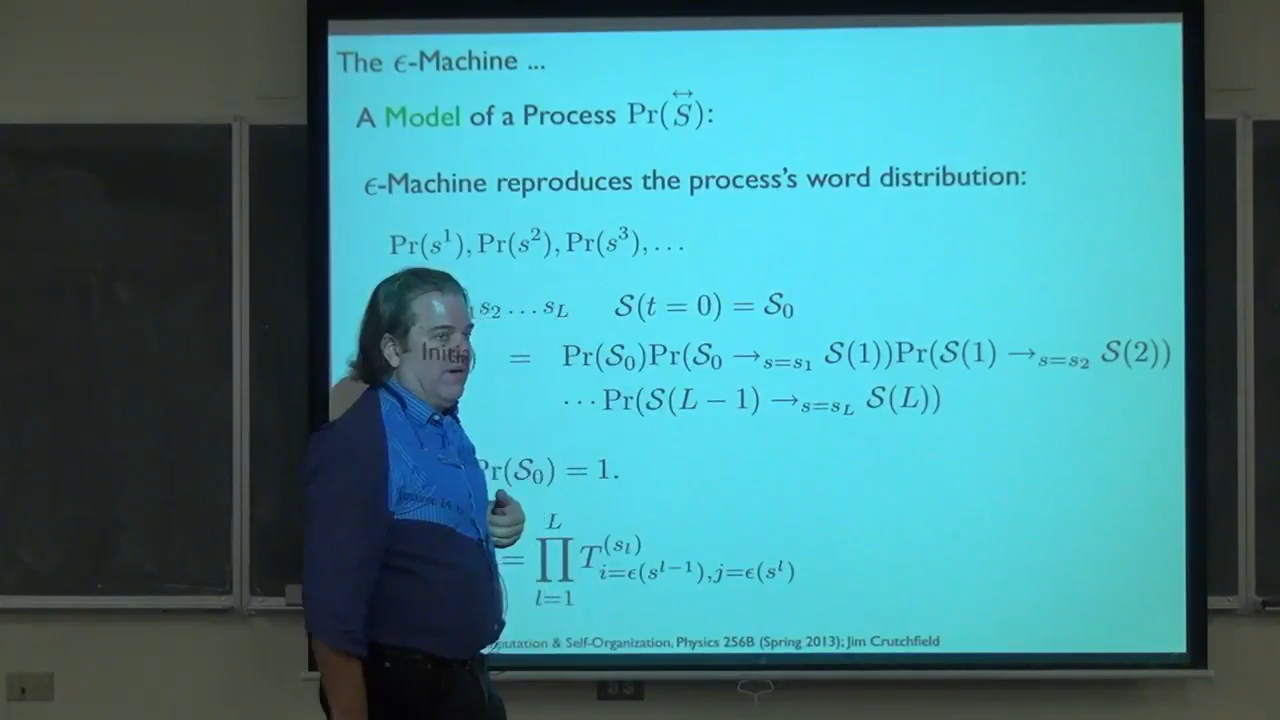 The ϵ-Machine ...
A Model of a Process Pr(S⃡):
ϵ-Machine reproduces the process's word distribution:
Pr(s¹), Pr(s²), Pr(s³), …
s₂ … s_L 𝒮(t = 0) = 𝒮₀
= Pr(𝒮₀)Pr(𝒮₀ →_{s=s₁} 𝒮(1))Pr(𝒮(1) →_{s=s₂} 𝒮(2))
⋯ Pr(𝒮(L − 1) →_{s=s_L} 𝒮(L))
Pr(𝒮₀) = 1.
= ∏_{l=1}^{L} T^{(s_l)}_{i=ϵ(s^{l−1}),j=ϵ(s^l)}
& Self-Organization, Physics 256B (Spring 2013); Jim Crutchfield